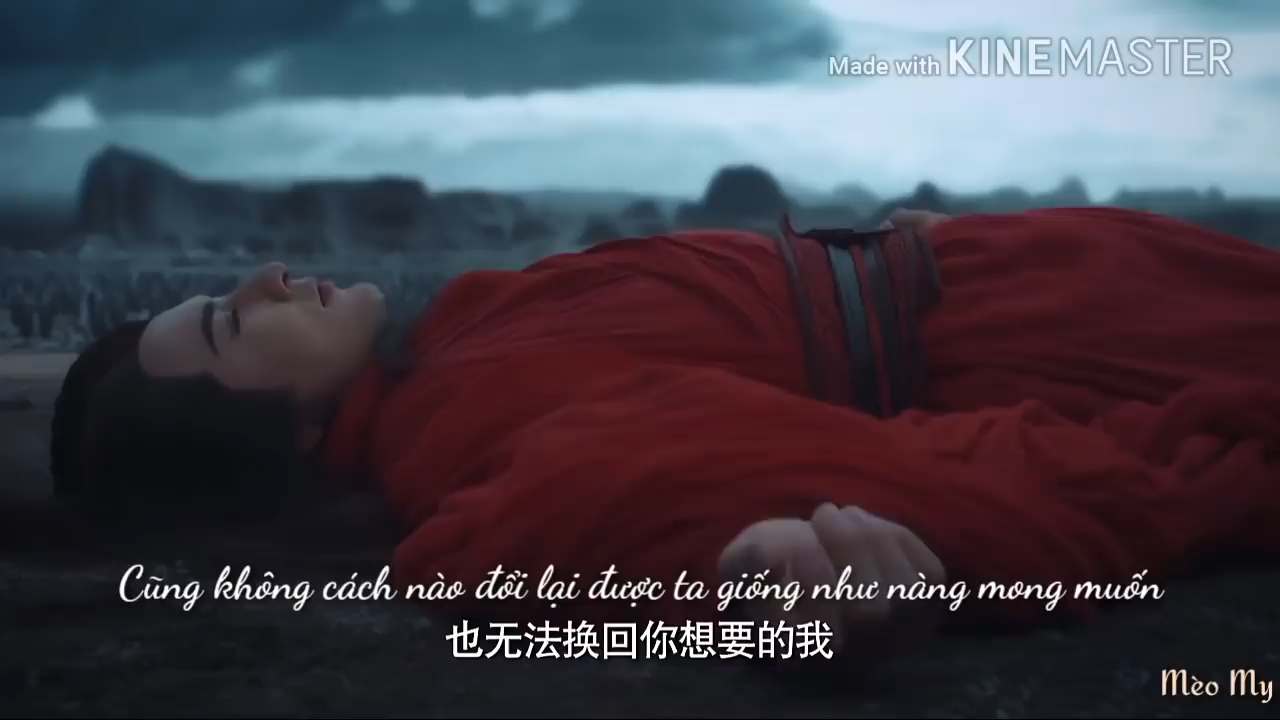 Made with KINEMASTER
Cũng không cách nào đổi lại được ta giống như nàng mong muốn
也无法换回你想要的我
Mèo My